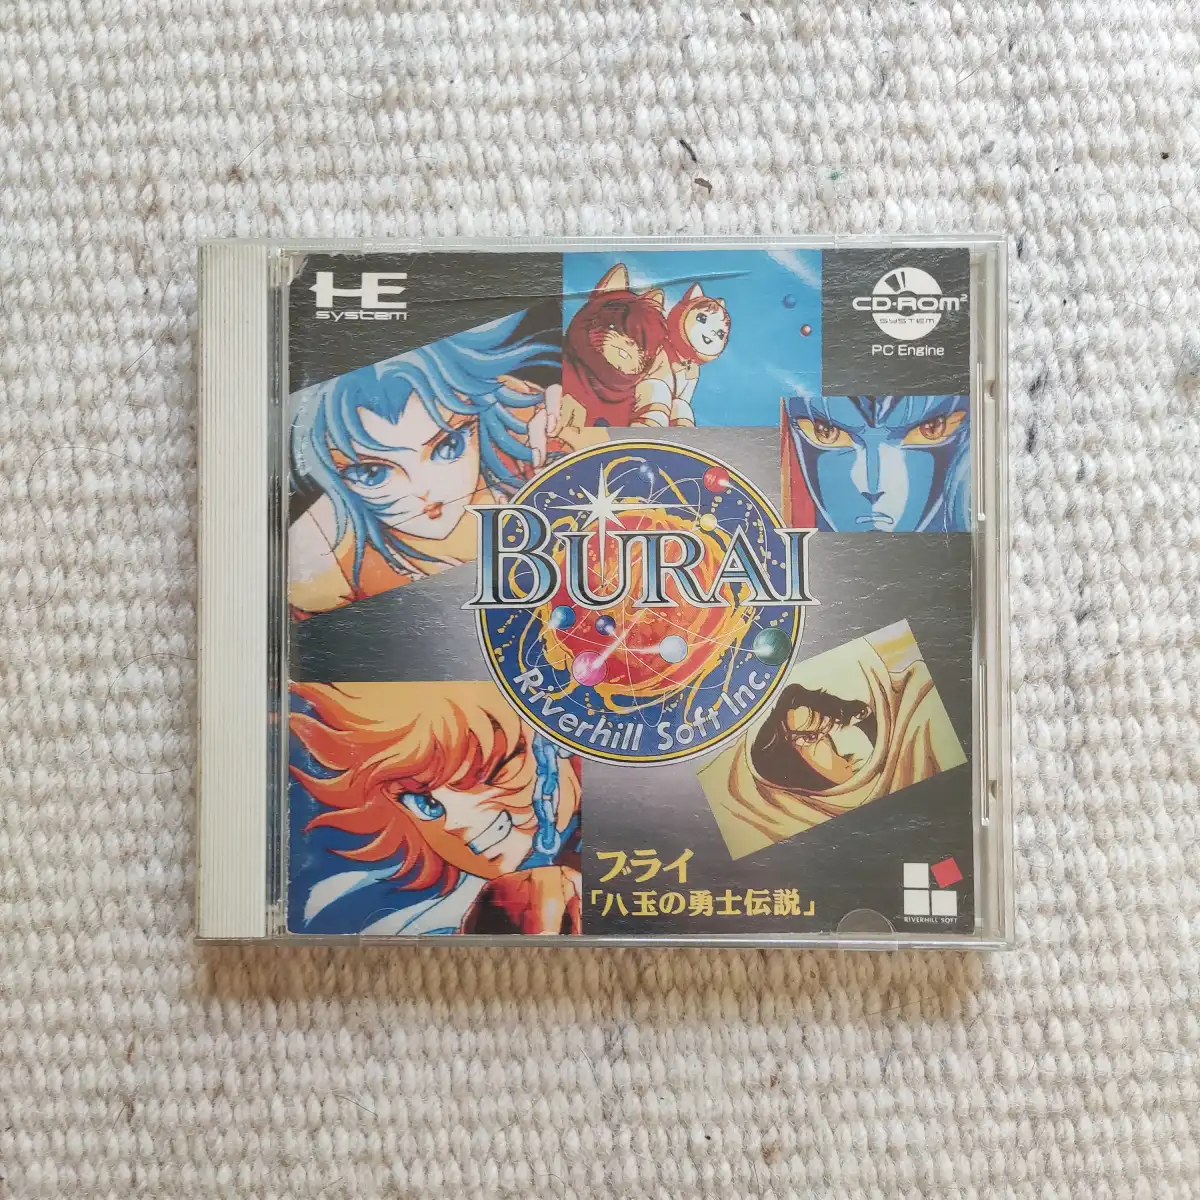 HE
system
CD-ROM²
SYSTEM
PC Engine
BURAI
Riverhill Soft Inc.
ブライ
「八玉の勇士伝説」
RIVERHILL SOFT